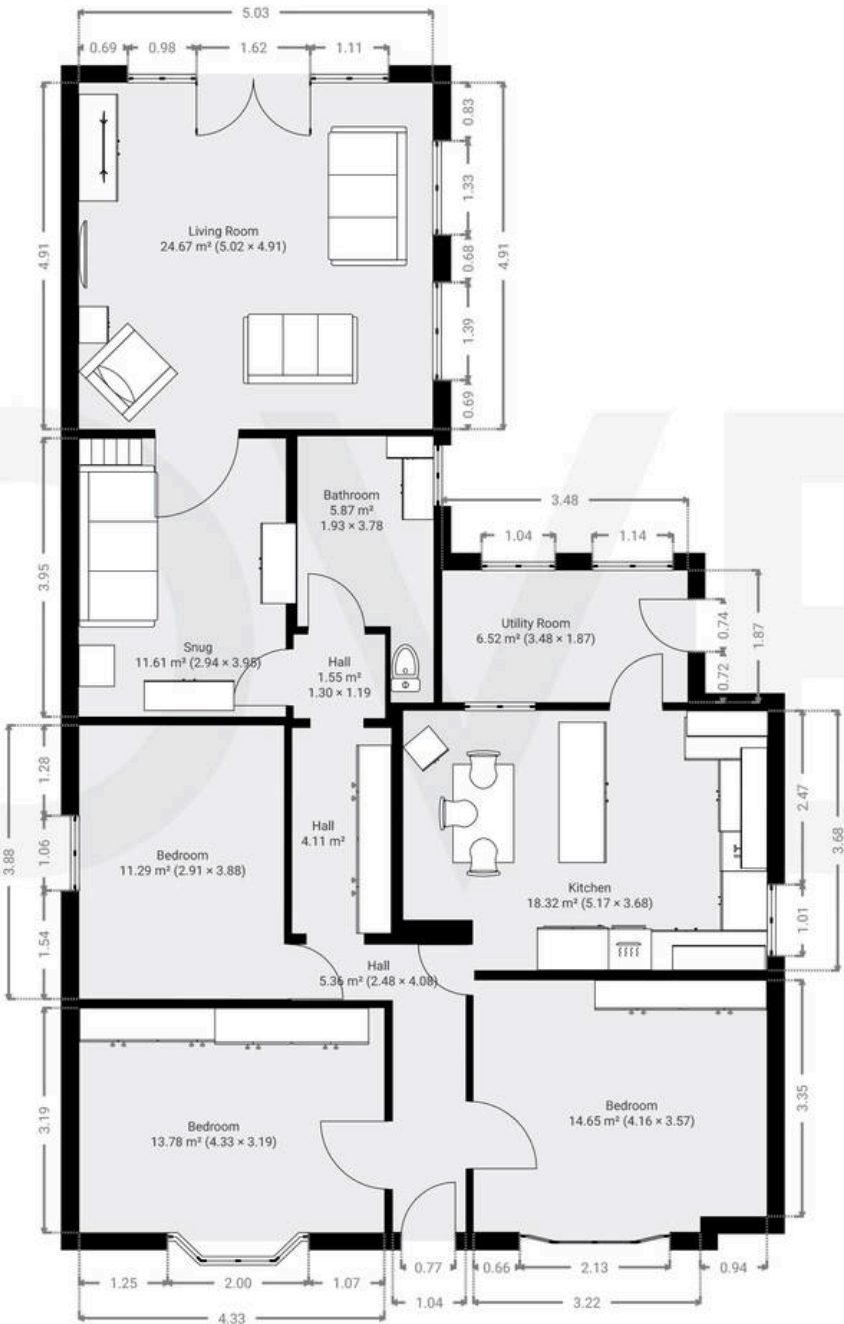 5.03
0.69
0.98
1.62
1.11
4.91
0.83
1.33
0.68
1.39
0.69
4.91
Living Room
24.67 m² (5.02 × 4.91)
3.95
Bathroom
5.87 m²
1.93 × 3.78
3.48
1.04
1.14
Utility Room
6.52 m² (3.48 × 1.87)
0.74
0.72
1.87
Snug
11.61 m² (2.94 × 3.95)
Hall
1.55 m²
1.30 × 1.19
3.88
1.28
1.06
1.54
Bedroom
11.29 m² (2.91 × 3.88)
Hall
4.11 m²
Kitchen
18.32 m² (5.17 × 3.68)
2.47
1.01
3.68
Hall
5.36 m² (2.48 × 4.08)
3.19
Bedroom
13.78 m² (4.33 × 3.19)
Bedroom
14.65 m² (4.16 × 3.57)
3.35
1.25
2.00
1.07
0.77
0.66
2.13
0.94
4.33
1.04
3.22